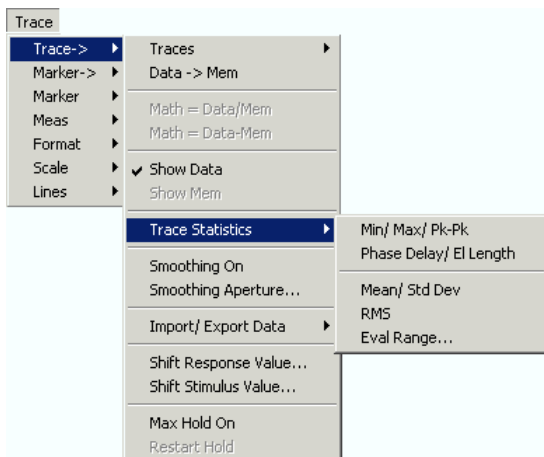 Trace
Trace->
Marker->
Marker
Meas
Format
Scale
Lines
Traces
Data -> Mem
Math = Data/Mem
Math = Data-Mem
Show Data
Show Mem
Trace Statistics
Smoothing On
Smoothing Aperture...
Import/ Export Data
Shift Response Value...
Shift Stimulus Value...
Max Hold On
Restart Hold
Min/ Max/ Pk-Pk
Phase Delay/ El Length
Mean/ Std Dev
RMS
Eval Range...